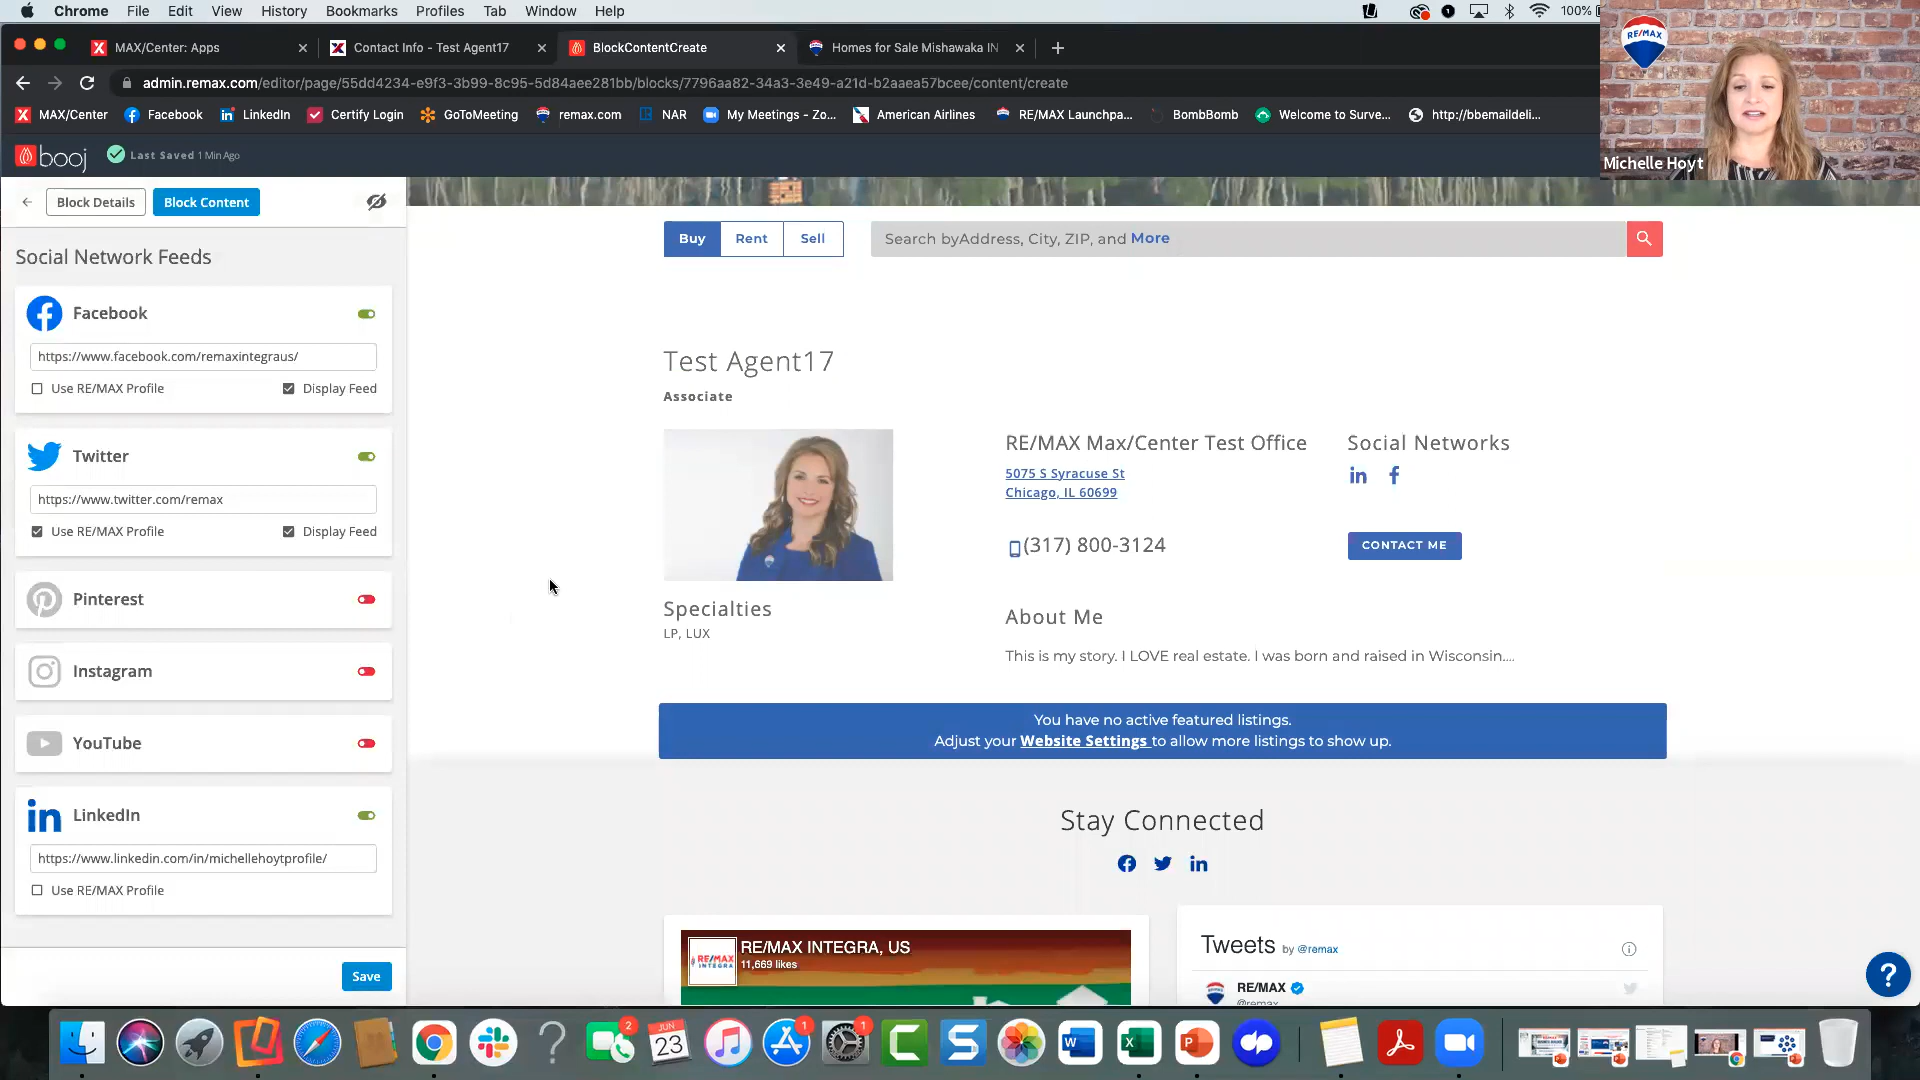 Chrome File Edit View History Bookmarks Profiles Tab Window Help 100%
MAX/Center: Apps Contact Info - Test Agent17 BlockContentCreate Homes for Sale Mishawaka IN
admin.remax.com/editor/page/55dd4234-e9f3-3b99-8c95-5d84aee281bb/blocks/7796aa82-34a3-3e49-a21d-b2aaea57bcee/content/create
MAX/Center Facebook LinkedIn Certify Login GoToMeeting remax.com NAR My Meetings - Zo... American Airlines RE/MAX Launchpa... BombBomb Welcome to Surve... http://bbemaildeli...
RE/MAX
Michelle Hoyt
booj Last Saved 1 Min Ago
Block Details Block Content
Social Network Feeds
Facebook
https://www.facebook.com/remaxintegraus/
Use RE/MAX Profile Display Feed
Twitter
https://www.twitter.com/remax
Use RE/MAX Profile Display Feed
Pinterest
Instagram
YouTube
LinkedIn
https://www.linkedin.com/in/michellehoytprofile/
Use RE/MAX Profile
Save
Buy Rent Sell Search byAddress, City, ZIP, and More
Test Agent17
Associate
RE/MAX Max/Center Test Office
5075 S Syracuse St
Chicago, IL 60699
(317) 800-3124
Social Networks
CONTACT ME
Specialties
LP, LUX
About Me
This is my story. I LOVE real estate. I was born and raised in Wisconsin....
You have no active featured listings.
Adjust your Website Settings to allow more listings to show up.
Stay Connected
RE/MAX INTEGRA, US
11,669 likes
RE/MAX
INTEGRA
Tweets by @remax
RE/MAX
@remax
?
2 JUN 23 1 1